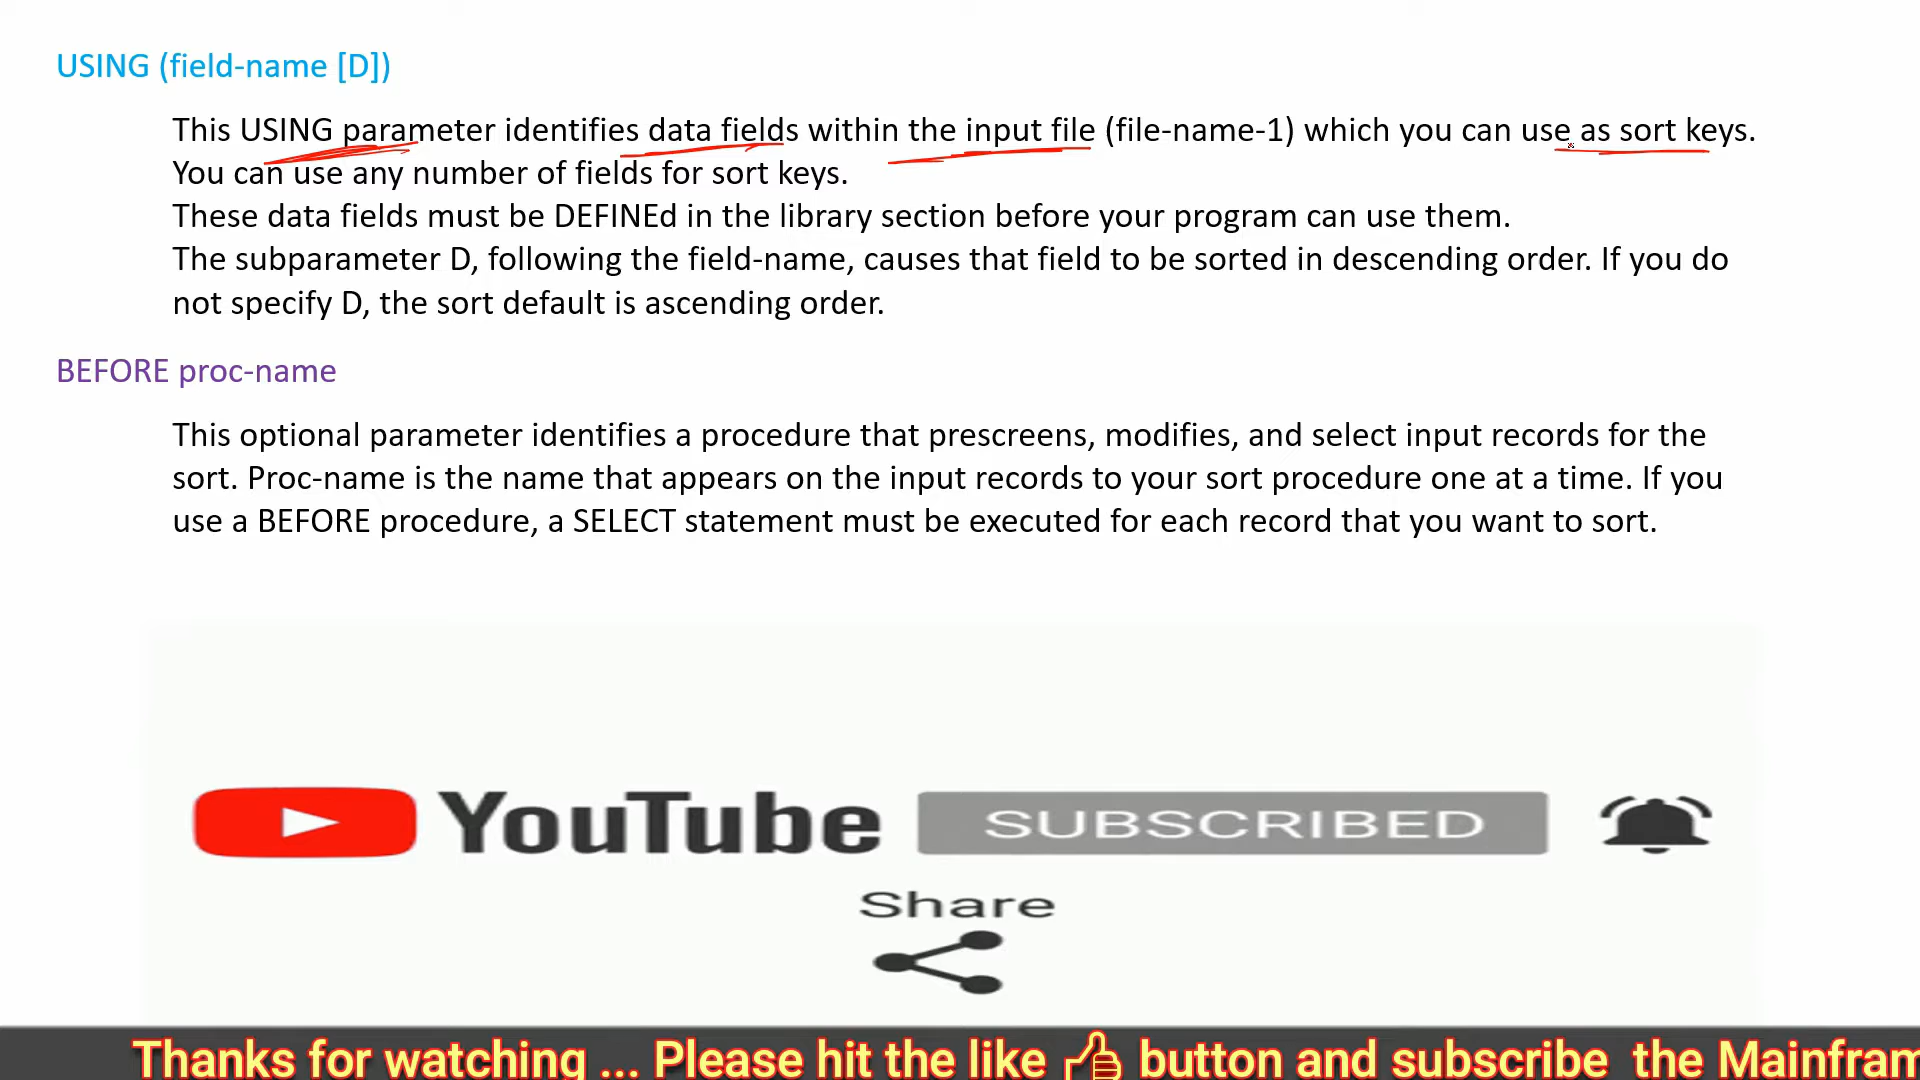 USING (field-name [D])
This USING parameter identifies data fields within the input file (file-name-1) which you can use as sort keys.
You can use any number of fields for sort keys.
These data fields must be DEFINEd in the library section before your program can use them.
The subparameter D, following the field-name, causes that field to be sorted in descending order. If you do
not specify D, the sort default is ascending order.
BEFORE proc-name
This optional parameter identifies a procedure that prescreens, modifies, and select input records for the
sort. Proc-name is the name that appears on the input records to your sort procedure one at a time. If you
use a BEFORE procedure, a SELECT statement must be executed for each record that you want to sort.
YouTube SUBSCRIBED
Share
Thanks for watching ... Please hit the like button and subscribe the Mainfram